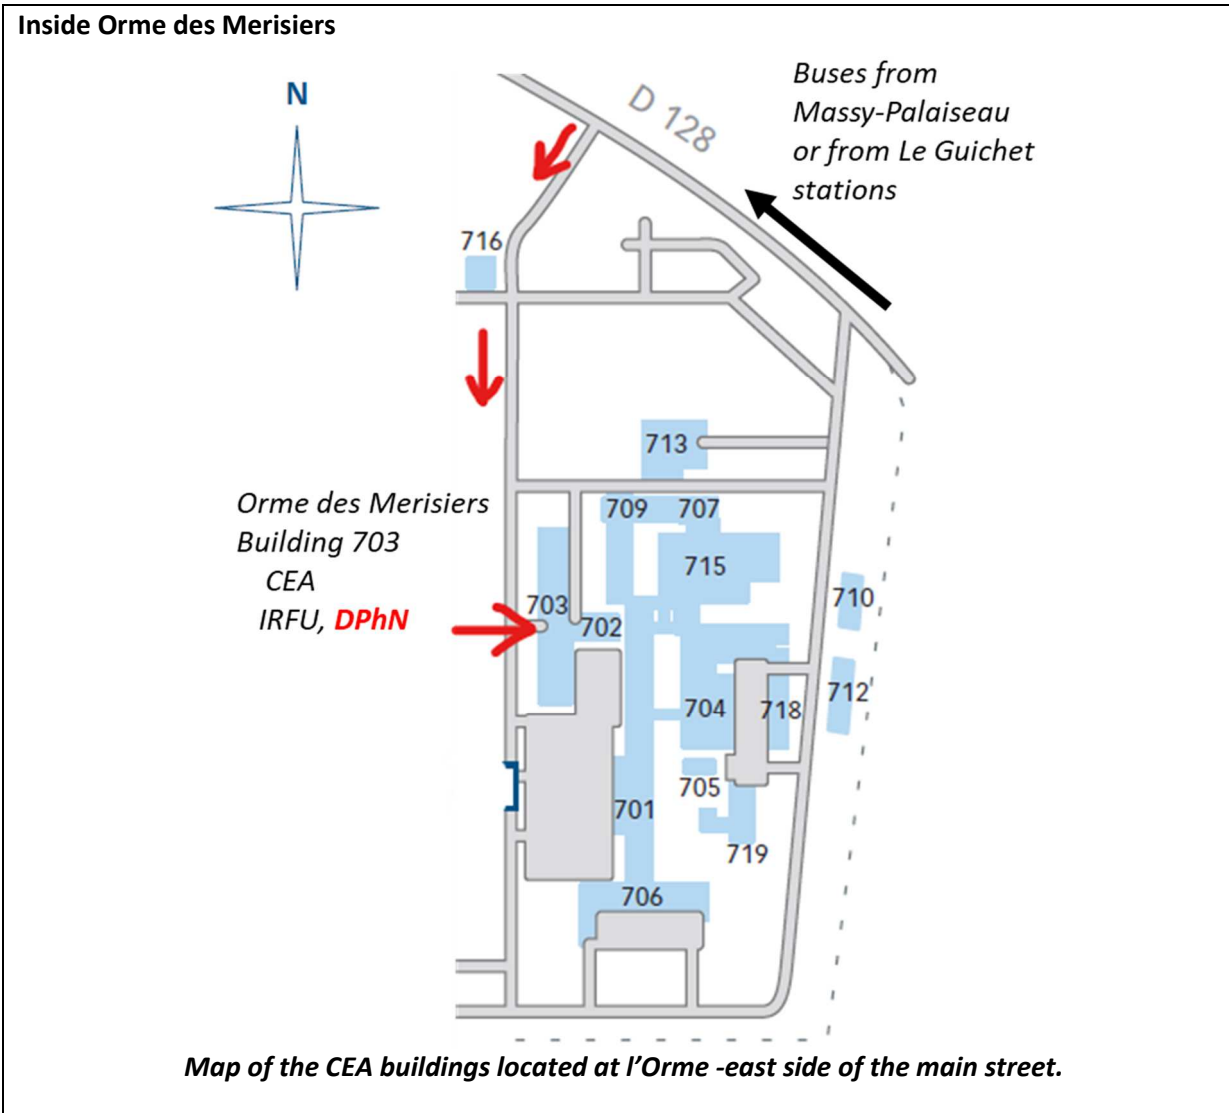 Inside Orme des Merisiers
N
D 128
Buses from
Massy-Palaiseau
or from Le Guichet
stations
716
713
Orme des Merisiers
Building 703
CEA
IRFU, DPhN
709
707
715
703
702
710
712
704
718
705
701
719
706
Map of the CEA buildings located at l’Orme -east side of the main street.